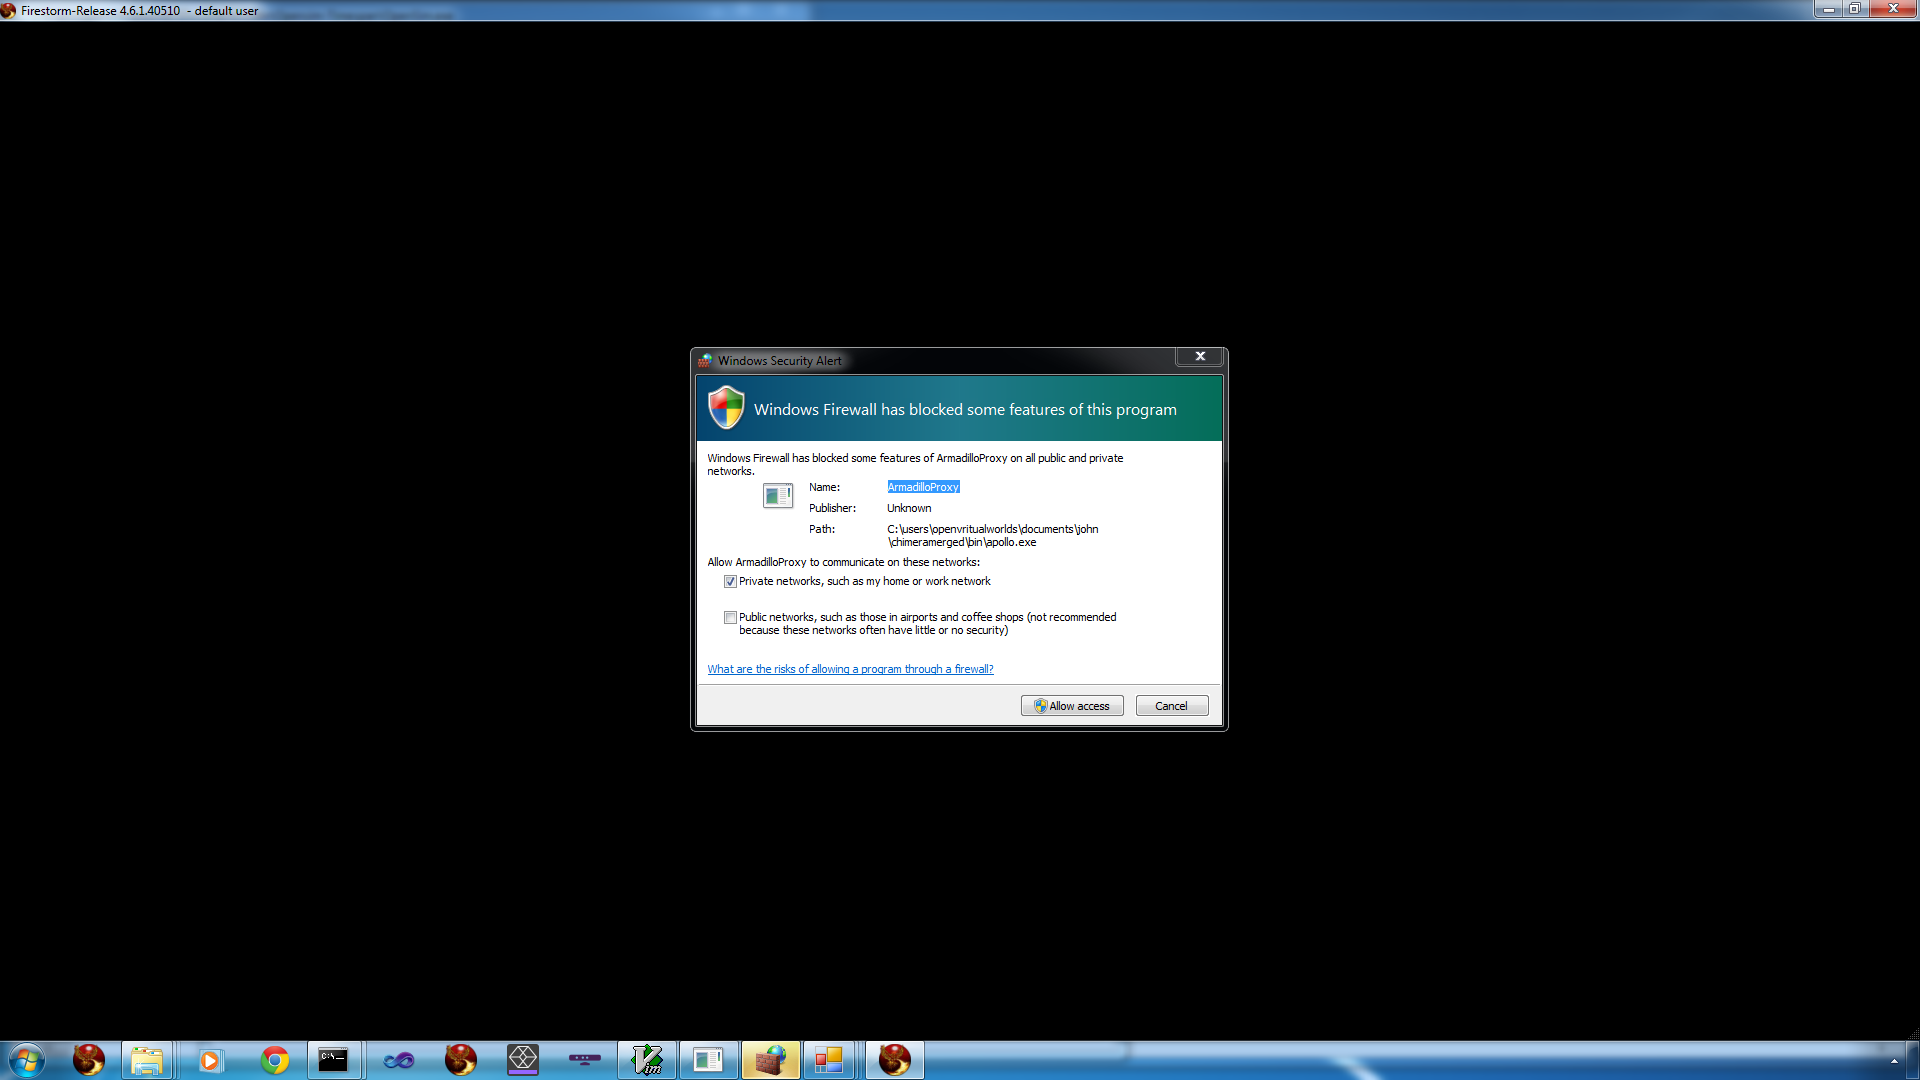 Firestorm-Release 4.6.1.40510 - default user
Windows Security Alert
Windows Firewall has blocked some features of this program
Windows Firewall has blocked some features of ArmadilloProxy on all public and private
networks.
Name: ArmadilloProxy
Publisher: Unknown
Path: C:\users\openvritualworlds\documents\john
\chimeramerged\bin\apollo.exe
Allow ArmadilloProxy to communicate on these networks:
Private networks, such as my home or work network
Public networks, such as those in airports and coffee shops (not recommended
because these networks often have little or no security)
What are the risks of allowing a program through a firewall?
Allow access Cancel
C:\
Vim